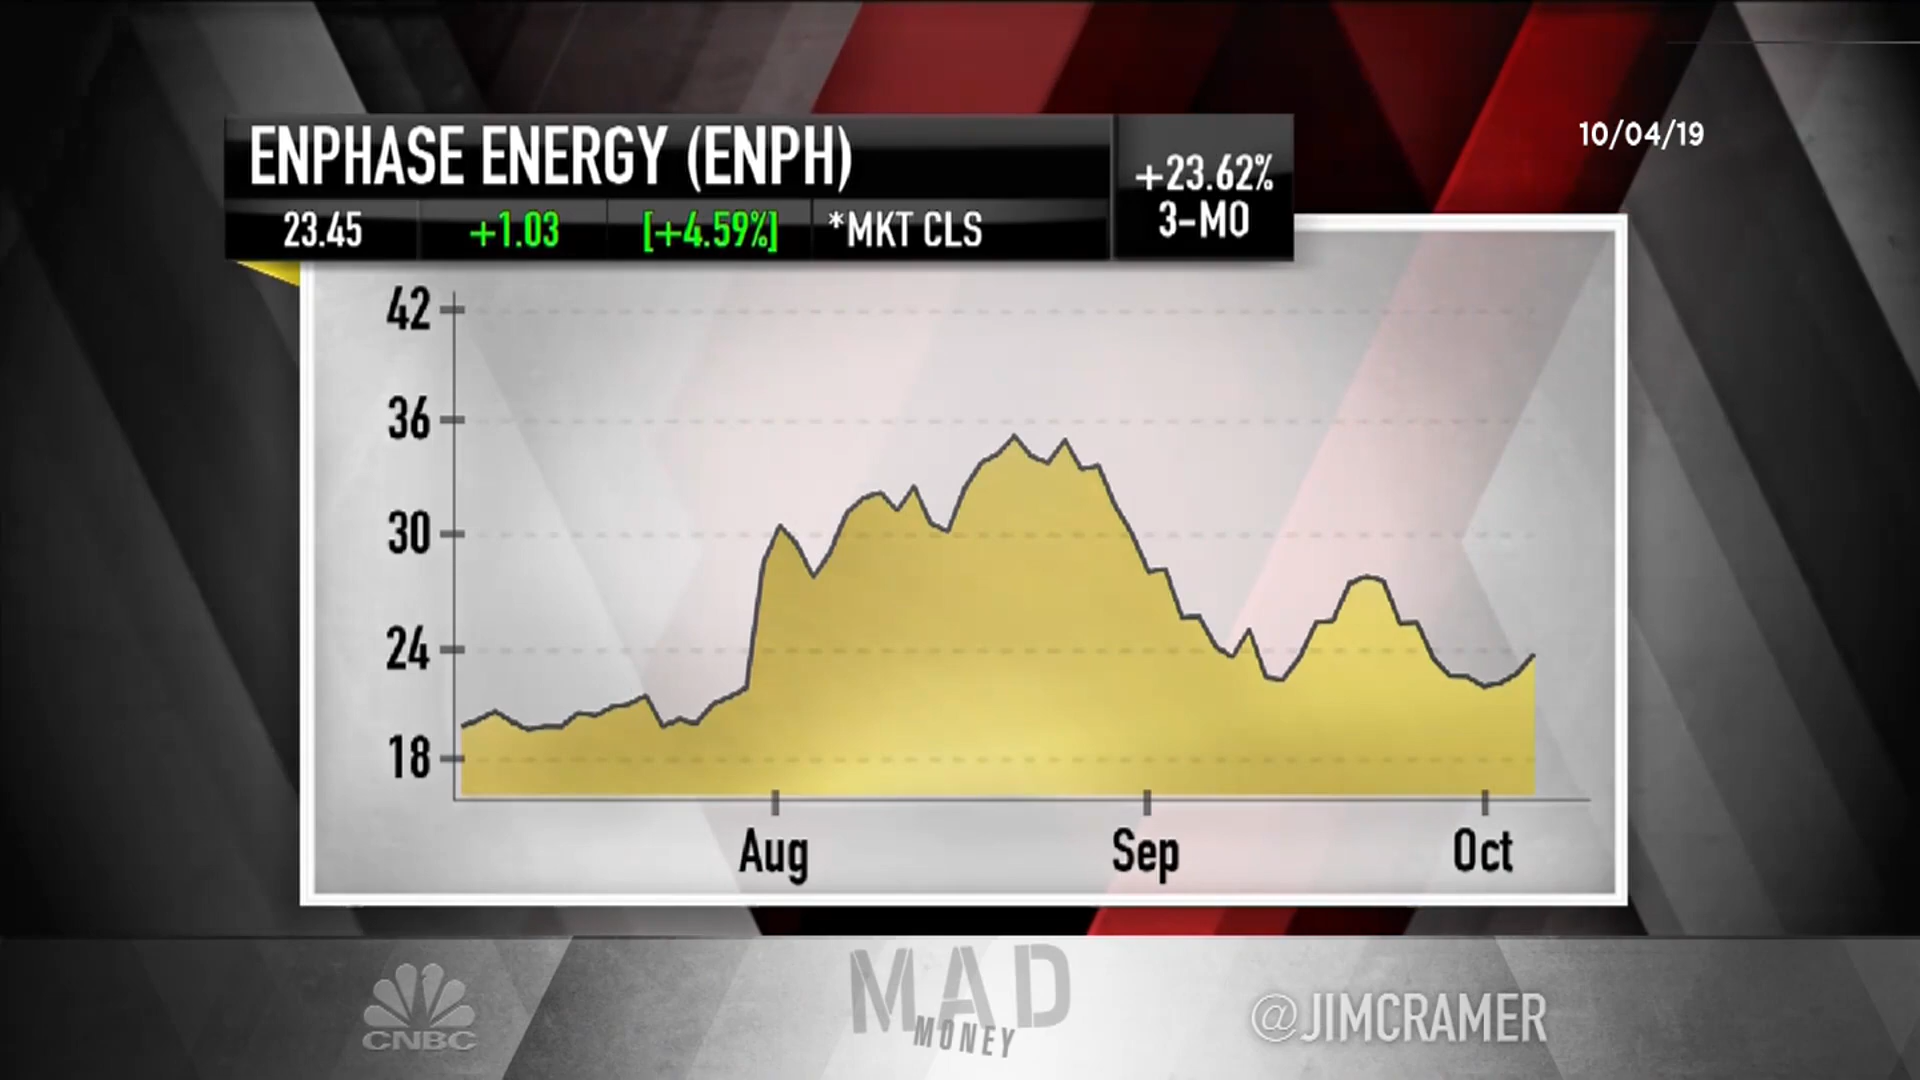 ENPHASE ENERGY (ENPH)
23.45 +1.03 [+4.59%] *MKT CLS
+23.62%
3-MO
10/04/19
42
36
30
24
18
Aug Sep Oct
CNBC
MAD
MONEY
@JIMCRAMER